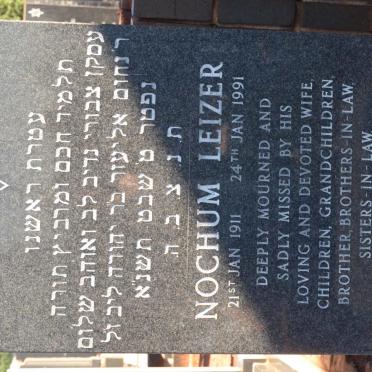 עטרת ראשנו
תלמיד חכם ומרביץ תורה
עסקן צבורי נדיב לב ואוהב שלום
ר' נחום אליעזר בר יהודה ליב זל
נפטר ט שבט תשנ"א
ת. נ. צ. ב. ה.
NOCHUM LEIZER
21ST JAN 1911 24TH JAN 1991
DEEPLY MOURNED AND
SADLY MISSED BY HIS
LOVING AND DEVOTED WIFE,
CHILDREN, GRANDCHILDREN,
BROTHER, BROTHERS-IN-LAW,
SISTERS-IN-LAW